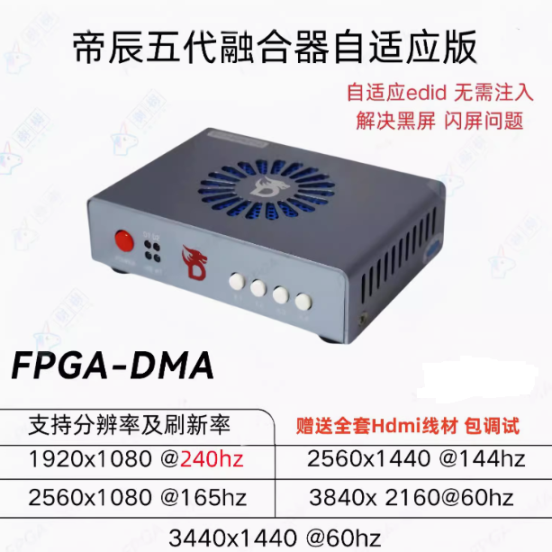 帝辰五代融合器自适应版
自适应edid 无需注入
解决黑屏 闪屏问题
D
FPGA-DMA
支持分辨率及刷新率
赠送全套Hdmi线材 包调试
1920x1080 @240hz
2560x1440 @144hz
2560x1080 @165hz
3840x 2160@60hz
3440x1440 @60hz